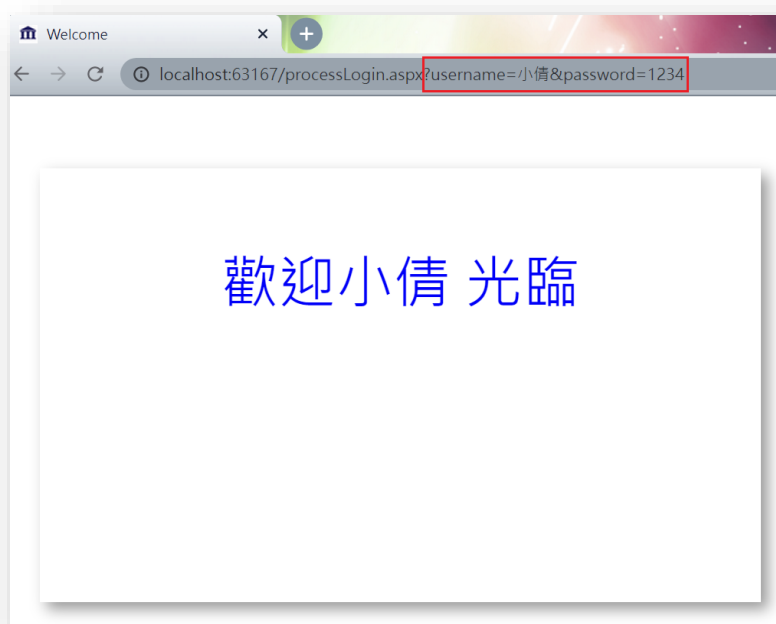 Welcome
localhost:63167/processLogin.aspx?username=小倩&password=1234
歡迎小倩 光臨